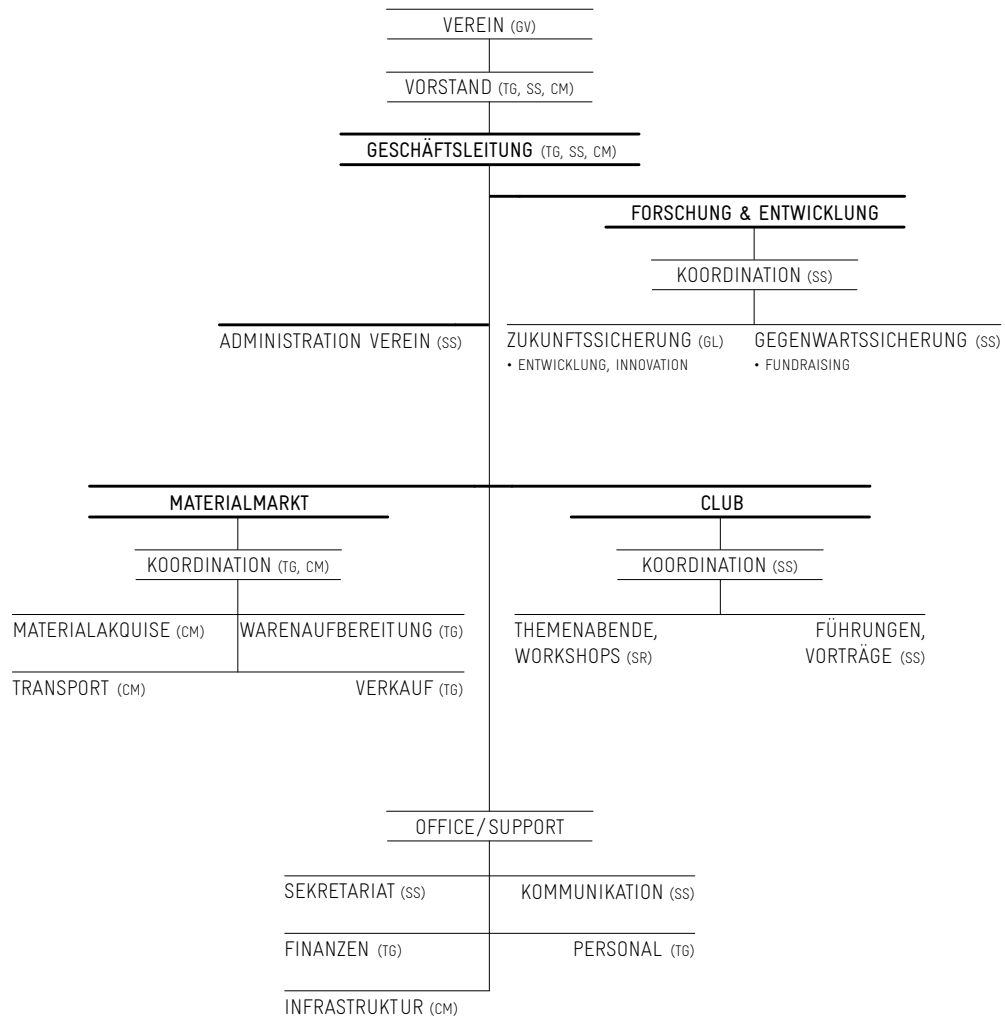 VEREIN (GV)
VORSTAND (TG, SS, CM)
GESCHÄFTSLEITUNG (TG, SS, CM)
FORSCHUNG & ENTWICKLUNG
KOORDINATION (SS)
ADMINISTRATION VEREIN (SS)
ZUKUNFTSSICHERUNG (GL)
• ENTWICKLUNG, INNOVATION
GEGENWARTSSICHERUNG (SS)
• FUNDRAISING
MATERIALMARKT
KOORDINATION (TG, CM)
MATERIALAKQUISE (CM)
WARENAUFBEREITUNG (TG)
TRANSPORT (CM)
VERKAUF (TG)
CLUB
KOORDINATION (SS)
THEMENABENDE,
WORKSHOPS (SR)
FÜHRUNGEN,
VORTRÄGE (SS)
OFFICE/SUPPORT
SEKRETARIAT (SS)
KOMMUNIKATION (SS)
FINANZEN (TG)
PERSONAL (TG)
INFRASTRUKTUR (CM)